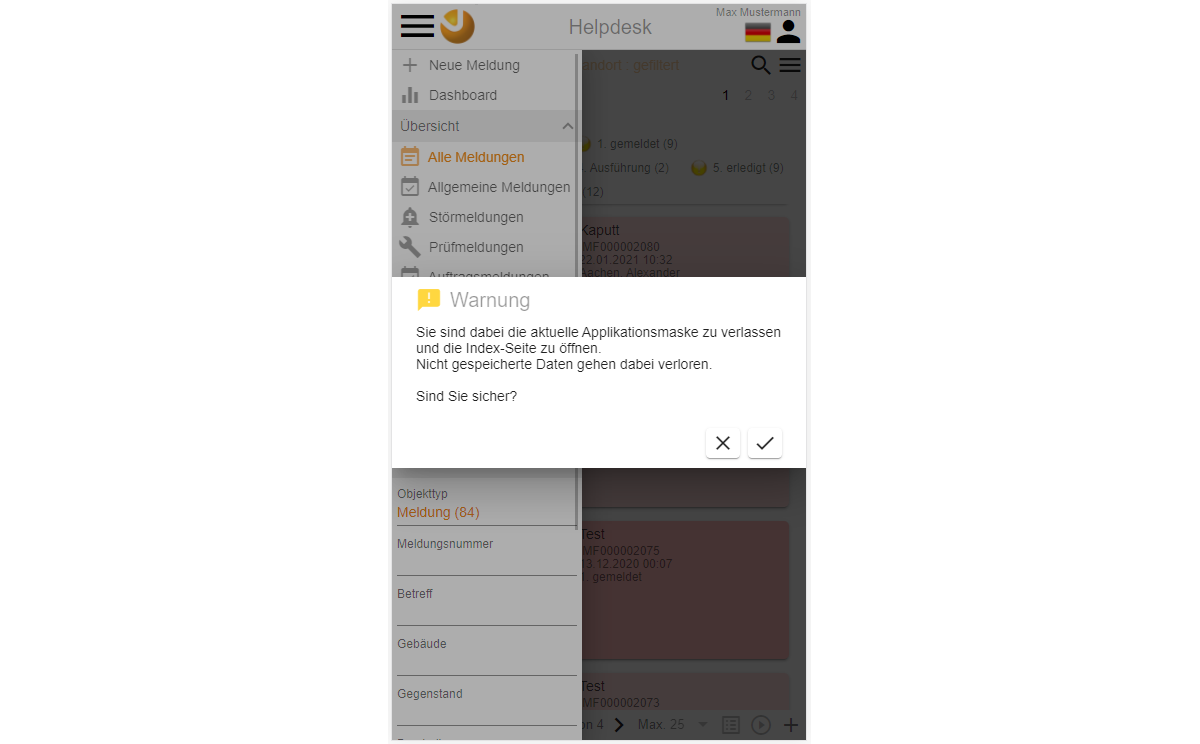 Max Mustermann
Helpdesk
Neue Meldung
andort gefiltert
Dashboard
1 2 3 4
Übersicht
1. gemeldet (9)
Alle Meldungen
Ausführung (2) 5. erledigt (9)
Allgemeine Meldungen
(12)
Störmeldungen
Kaputt
Prüfmeldungen
MF000002080
22.01.2021 10:32
Aachen, Alexander
Auftragsmeldungen
Warnung
Sie sind dabei die aktuelle Applikationsmaske zu verlassen
und die Index-Seite zu öffnen.
Nicht gespeicherte Daten gehen dabei verloren.
Sind Sie sicher?
Objekttyp
Meldung (84)
Meldungsnummer
Betreff
Gebäude
Gegenstand
Test
MF000002075
13.12.2020 00:07
1. gemeldet
Test
MF000002073
on 4 Max. 25